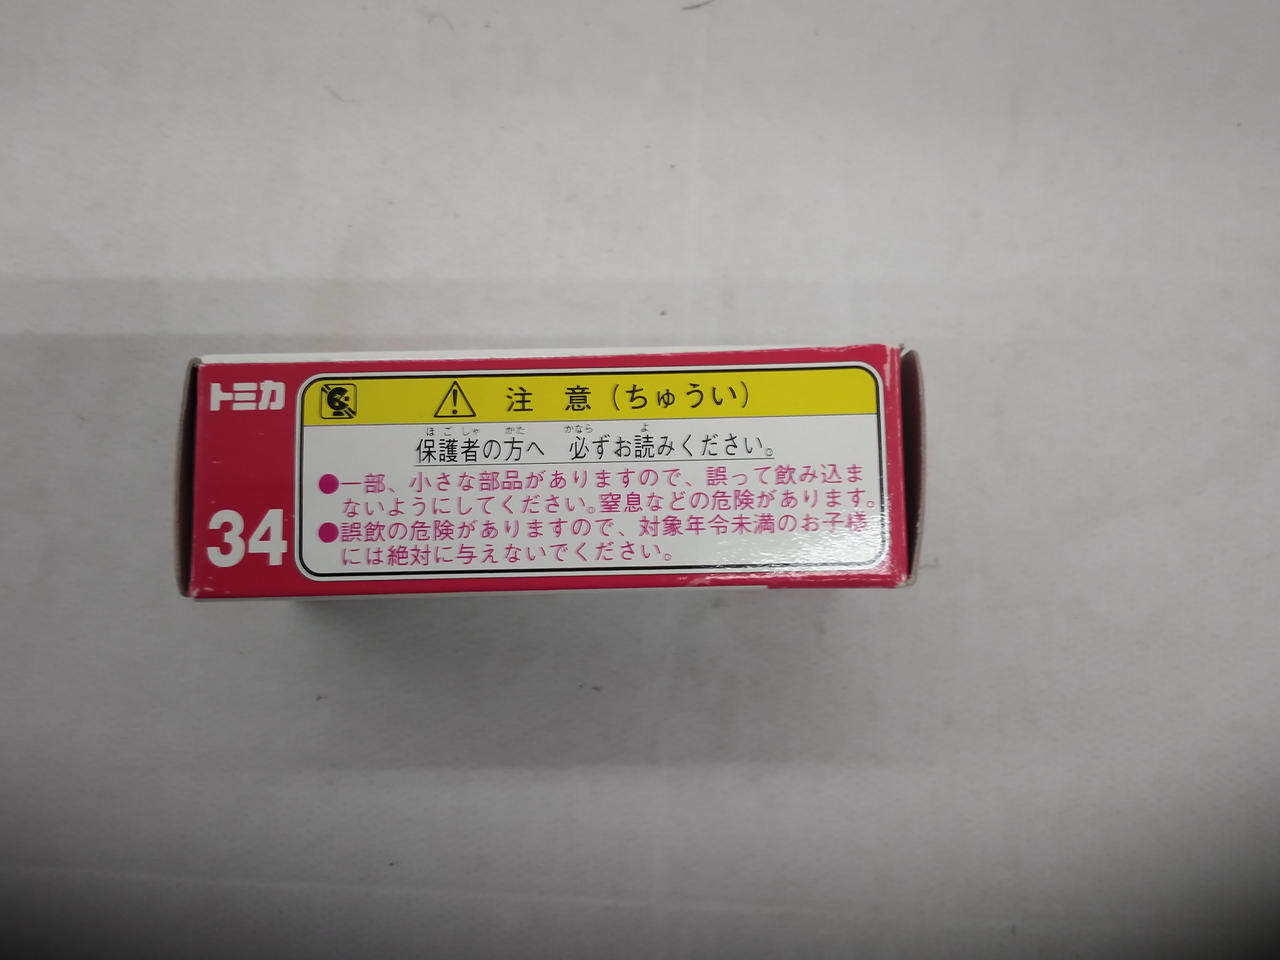 トミカ
34
注意(ちゅうい)
ほごしゃ かた かなら よ
保護者の方へ 必ずお読みください。
●一部、小さな部品がありますので、誤って飲み込ま
ないようにしてください。窒息などの危険があります。
●誤飲の危険がありますので、対象年令未満のお子様
には絶対に与えないでください。